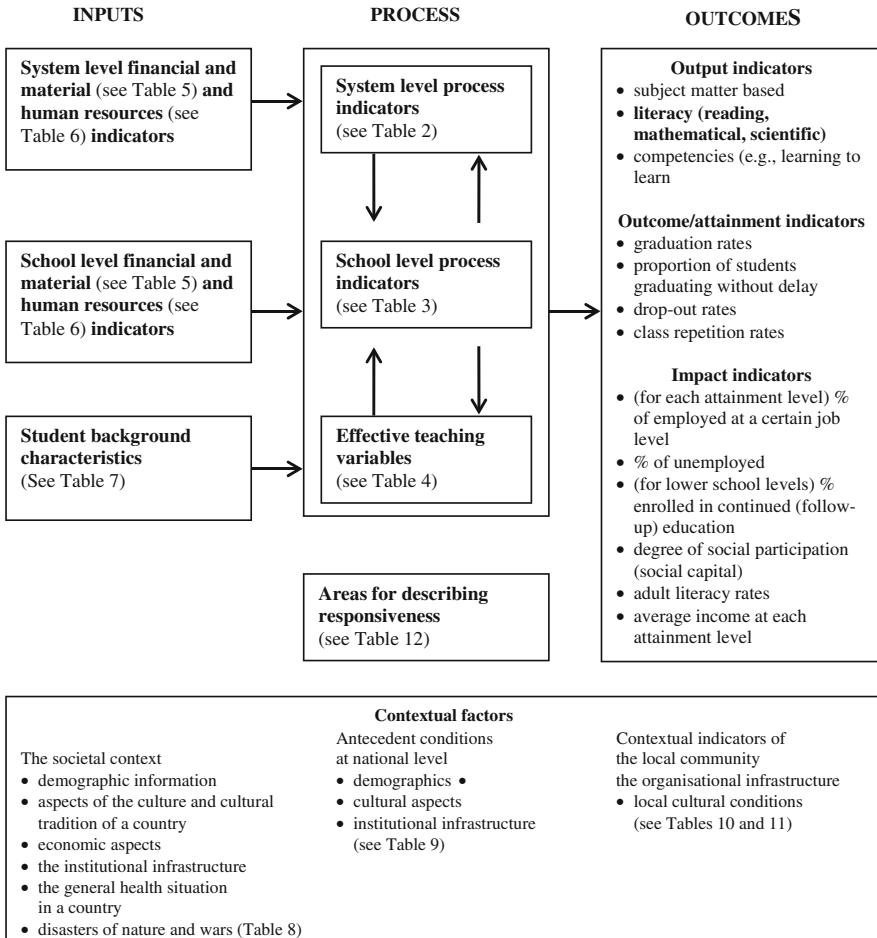 INPUTS
PROCESS
OUTCOMES
System level financial and
material (see Table 5) and
human resources (see
Table 6) indicators
School level financial and
material (see Table 5) and
human resources (see
Table 6) indicators
Student background
characteristics
(See Table 7)
System level process
indicators
(see Table 2)
School level process
indicators
(see Table 3)
Effective teaching
variables
(see Table 4)
Areas for describing
responsiveness
(see Table 12)
Output indicators
• subject matter based
• literacy (reading,
mathematical, scientific)
• competencies (e.g., learning to
learn
Outcome/attainment indicators
• graduation rates
• proportion of students
graduating without delay
• drop-out rates
• class repetition rates
Impact indicators
• (for each attainment level) %
of employed at a certain job
level
• % of unemployed
• (for lower school levels) %
enrolled in continued (follow-
up) education
• degree of social participation
(social capital)
• adult literacy rates
• average income at each
attainment level
Contextual factors
The societal context
• demographic information
• aspects of the culture and cultural
tradition of a country
• economic aspects
• the institutional infrastructure
• the general health situation
in a country
• disasters of nature and wars (Table 8)
Antecedent conditions
at national level
• demographics •
• cultural aspects
• institutional infrastructure
(see Table 9)
Contextual indicators of
the local community
the organisational infrastructure
• local cultural conditions
(see Tables 10 and 11)